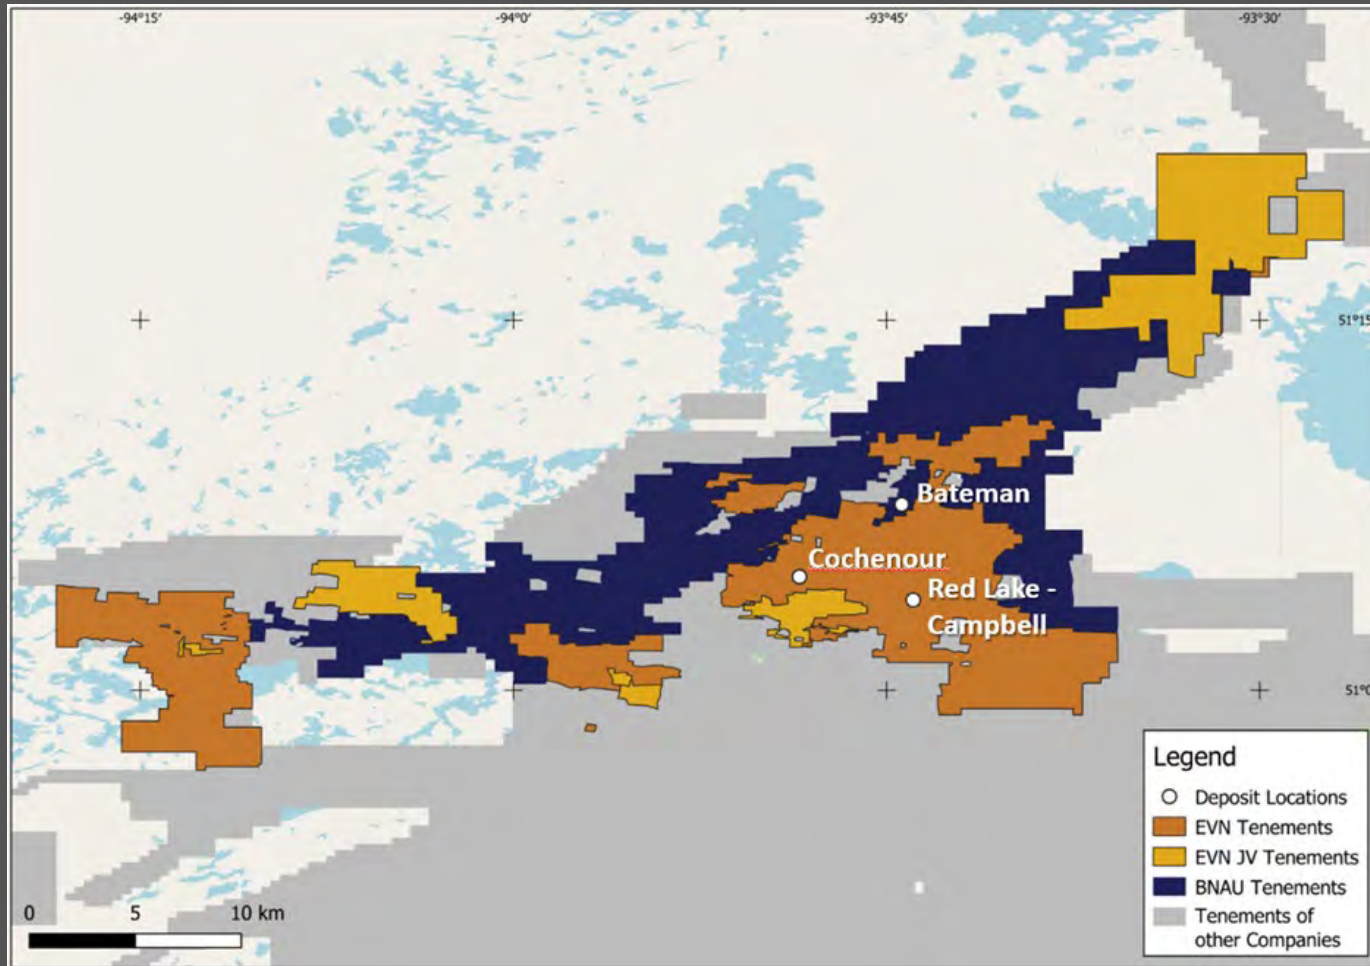 -94°15'
-94°0'
-93°45'
-93°30'
51°15'
Bateman
Cochenour
Red Lake -
Campbell
51°0'
Legend
Deposit Locations
EVN Tenements
EVN JV Tenements
BNAU Tenements
Tenements of
other Companies
0
5
10 km